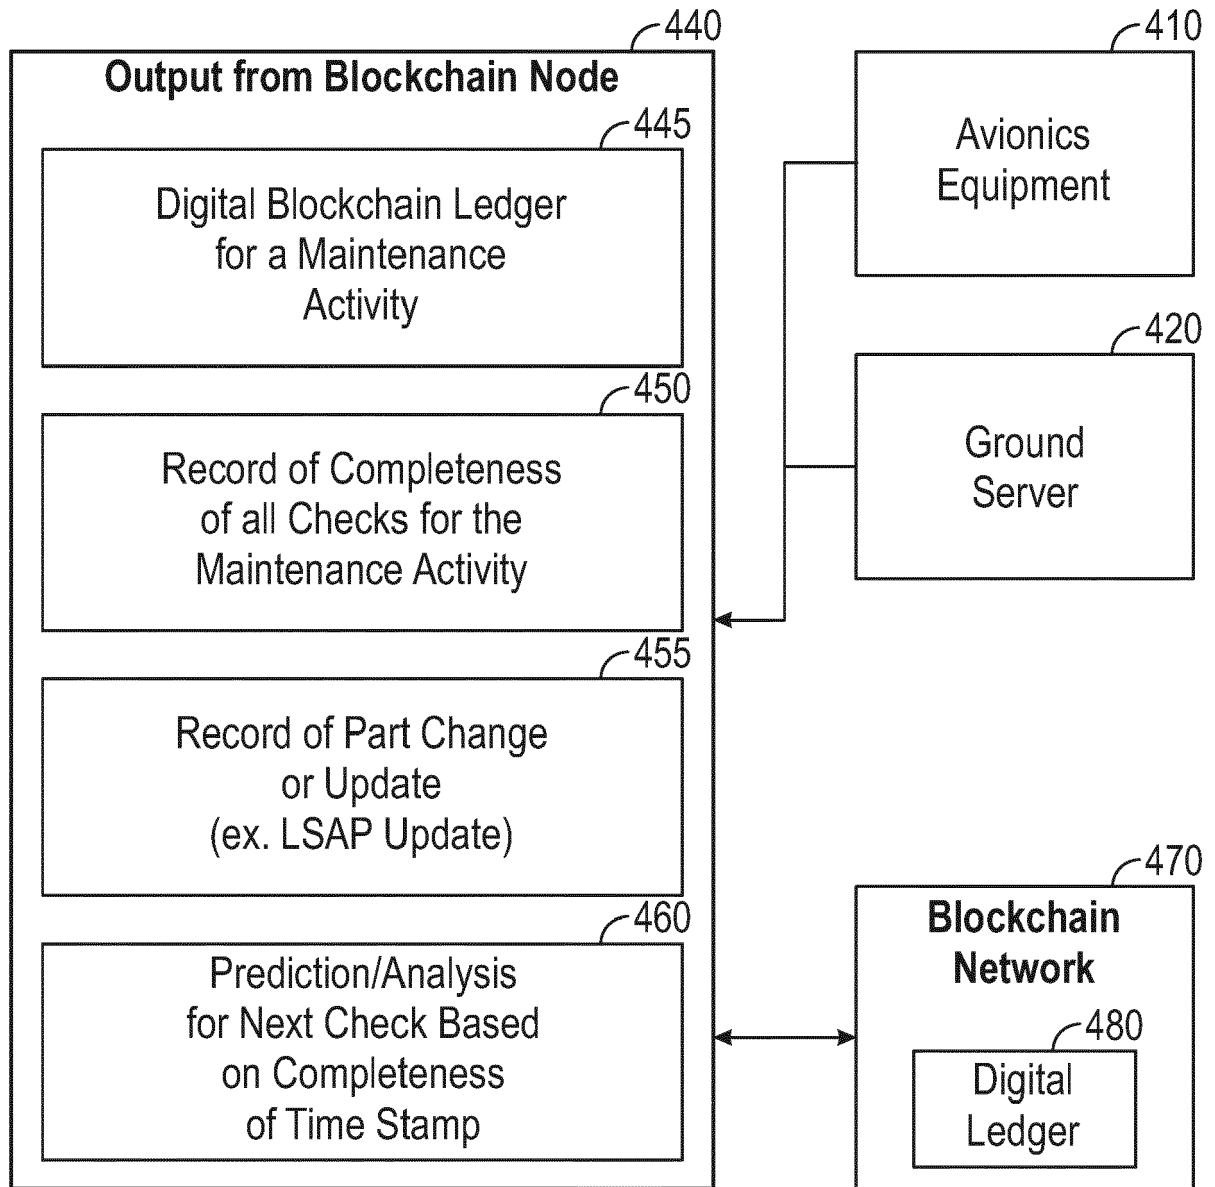 440
Output from Blockchain Node
445
Digital Blockchain Ledger
for a Maintenance
Activity
450
Record of Completeness
of all Checks for the
Maintenance Activity
455
Record of Part Change
or Update
(ex. LSAP Update)
460
Prediction/Analysis
for Next Check Based
on Completeness
of Time Stamp
410
Avionics
Equipment
420
Ground
Server
470
Blockchain
Network
480
Digital
Ledger